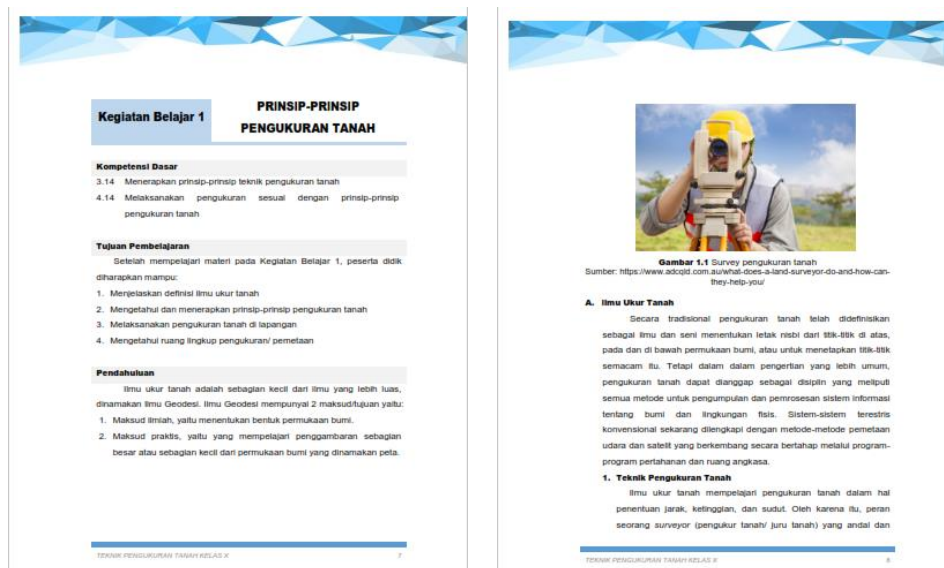 Kegiatan Belajar 1
PRINSIP-PRINSIP
PENGUKURAN TANAH
Kompetensi Dasar
3.14 Menerapkan prinsip-prinsip teknik pengukuran tanah
4.14 Melaksanakan pengukuran sesuai dengan prinsip-prinsip
pengukuran tanah
Tujuan Pembelajaran
Setelah mempelajari materi pada Kegiatan Belajar 1, peserta didik
diharapkan mampu:
1. Menjelaskan definisi ilmu ukur tanah
2. Mengetahui dan menerapkan prinsip-prinsip pengukuran tanah
3. Melaksanakan pengukuran tanah di lapangan
4. Mengetahui ruang lingkup pengukuran/ pemetaan
Pendahuluan
Ilmu ukur tanah adalah sebagian kecil dari ilmu yang lebih luas,
dinamakan Ilmu Geodesi. Ilmu Geodesi mempunyai 2 maksud/tujuan yaitu:
1. Maksud ilmiah, yaitu menentukan bentuk permukaan bumi.
2. Maksud praktis, yaitu yang mempelajari penggambaran sebagian
besar atau sebagian kecil dari permukaan bumi yang dinamakan peta.
TEKNIK PENGUKURAN TANAH KELAS X 7
Gambar 1.1 Survey pengukuran tanah
Sumber: https://www.adcqld.com.au/what-does-a-land-surveyor-do-and-how-can-
they-help-you/
A. Ilmu Ukur Tanah
Secara tradisional pengukuran tanah telah didefinisikan
sebagai ilmu dan seni menentukan letak nisbi dari titik-titik di atas,
pada dan di bawah permukaan bumi, atau untuk menetapkan titik-titik
semacam itu. Tetapi dalam dalam pengertian yang lebih umum,
pengukuran tanah dapat dianggap sebagai disiplin yang meliputi
semua metode untuk pengumpulan dan pemrosesan sistem informasi
tentang bumi dan lingkungan fisis. Sistem-sistem terestris
konvensional sekarang dilengkapi dengan metode-metode pemetaan
udara dan satelit yang berkembang secara bertahap melalui program-
program pertahanan dan ruang angkasa.
1. Teknik Pengukuran Tanah
Ilmu ukur tanah mempelajari pengukuran tanah dalam hal
penentuan jarak, ketinggian, dan sudut. Oleh karena itu, peran
seorang surveyor (pengukur tanah/ juru tanah) yang andal dan
TEKNIK PENGUKURAN TANAH KELAS X 8